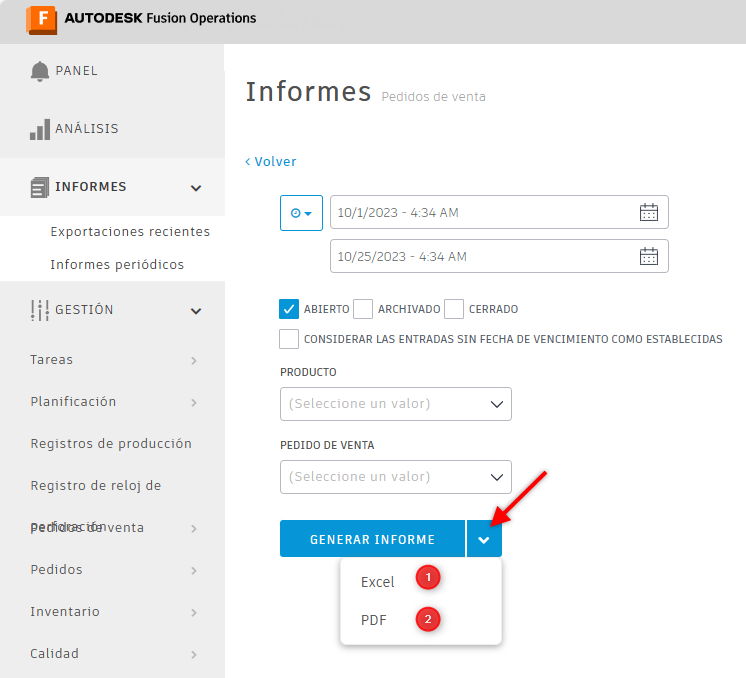 F AUTODESK Fusion Operations
PANEL
ANÁLISIS
INFORMES
Exportaciones recientes
Informes periódicos
GESTIÓN
Tareas
Planificación
Registros de producción
Registro de reloj de
perforación
Pedidos de venta
Pedidos
Inventario
Calidad
Informes Pedidos de venta
< Volver
10/1/2023 - 4:34 AM
10/25/2023 - 4:34 AM
ABIERTO ARCHIVADO CERRADO
CONSIDERAR LAS ENTRADAS SIN FECHA DE VENCIMIENTO COMO ESTABLECIDAS
PRODUCTO
(Seleccione un valor)
PEDIDO DE VENTA
(Seleccione un valor)
GENERAR INFORME
Excel 1
PDF 2